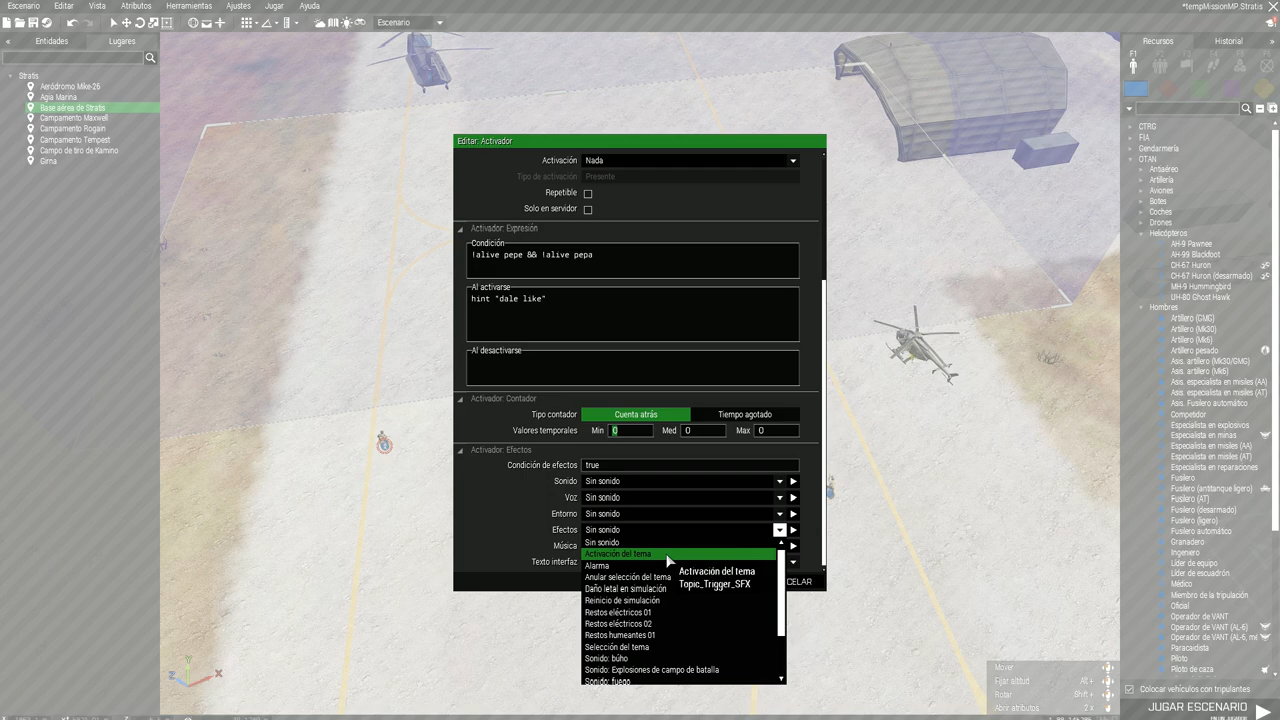 Escenario Editar Vista Atributos Herramientas Ajustes Jugar Ayuda
*tempMissionMP.Stratis
Escenario
Entidades Lugares
Stratis
Aeródromo Mike-26
Agia Marina
Base aérea de Stratis
Campamento Maxwell
Campamento Rogain
Campamento Tempest
Campo de tiro de Kamino
Girna
Editar: Activador
Activación Nada
Tipo de activación Presente
Repetible
Solo en servidor
Activador: Expresión
Condición
!alive pepe && !alive pepa
Al activarse
hint "dale like"
Al desactivarse
Activador: Contador
Tipo contador Cuenta atrás Tiempo agotado
Valores temporales Min 0 Med 0 Max 0
Activador: Efectos
Condición de efectos true
Sonido Sin sonido
Voz Sin sonido
Entorno Sin sonido
Efectos Sin sonido
Música
Texto interfaz
CELAR
Sin sonido
Activación del tema
Alarma
Anular selección del tema
Daño letal en simulación
Reinicio de simulación
Restos eléctricos 01
Restos eléctricos 02
Restos humeantes 01
Selección del tema
Sonido: búho
Sonido: Explosiones de campo de batalla
Sonido: fuego
Activación del tema
Topic_Trigger_SFX
Recursos Historial
F1 F2 F3 F4 F5 F6
CTRG
FIA
Gendarmería
OTAN
Antiaéreo
Artillería
Aviones
Botes
Coches
Drones
Helicópteros
AH-9 Pawnee
AH-99 Blackfoot
CH-67 Huron
CH-67 Huron (desarmado)
MH-9 Hummingbird
UH-80 Ghost Hawk
Hombres
Artillero (GMG)
Artillero (Mk30)
Artillero (Mk6)
Artillero pesado
Asis. artillero (Mk30/GMG)
Asis. artillero (Mk6)
Asis. especialista en misiles (AA)
Asis. especialista en misiles (AT)
Asis. Fusilero automático
Competidor
Especialista en explosivos
Especialista en minas
Especialista en misiles (AA)
Especialista en misiles (AT)
Especialista en reparaciones
Fusilero
Fusilero (antitanque ligero)
Fusilero (AT)
Fusilero (desarmado)
Fusilero (ligero)
Fusilero automático
Granadero
Ingeniero
Líder de equipo
Líder de escuadrón
Médico
Miembro de la tripulación
Oficial
Operador de VANT
Operador de VANT (AL-6)
Operador de VANT (AL-6, me
Paracaidista
Piloto
Piloto de caza
Colocar vehículos con tripulantes
JUGAR ESCENARIO
Mover
Fijar altitud Alt +
Rotar Shift +
Abrir atributos 2 x
Y
Z X